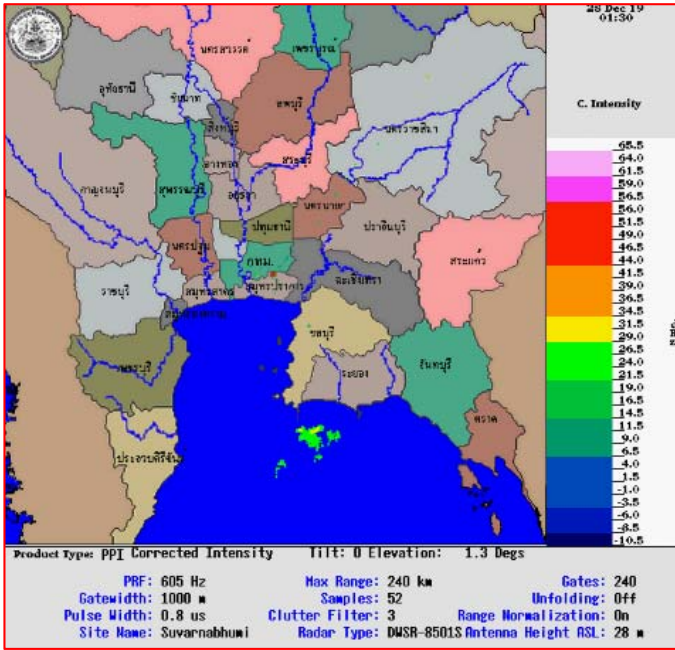 28 Dec 19
01:30
C. Intensity
นครสวรรค์
เพชรบูรณ์
อุทัยธานี
ชัยนาท
ลพบุรี
สิงห์บุรี
นครราชสีมา
อ่างทอง
สระบุรี
กาญจนบุรี
สุพรรณบุรี
อยุธยา
นครนายก
ปทุมธานี
ปราจีนบุรี
นครปฐม
กทม.
สระแก้ว
ราชบุรี
สมุทรสาคร
สมุทรปราการ
ฉะเชิงเทรา
ชลบุรี
เพชรบุรี
ระยอง
จันทบุรี
ตราด
ประจวบคีรีขันธ์
65.5
64.0
61.5
59.0
56.5
56.0
53.5
51.5
49.0
46.5
44.0
41.5
39.0
36.5
34.5
31.5
29.0
26.5
24.0
21.5
19.0
16.5
14.5
11.5
9.0
6.5
4.0
1.5
-1.0
-3.5
-6.0
-8.5
-10.5
Product Type: PPI Corrected Intensity Tilt: 0 Elevation: 1.3 Degs
PRF: 605 Hz Max Range: 240 km Gates: 240
Gatewidth: 1000 m Samples: 52 Unfolding: Off
Pulse Width: 0.8 us Clutter Filter: 3 Range Normalization: On
Site Name: Suvarnabhumi Radar Type: DWSR-8501S Antenna Height ASL: 28 m